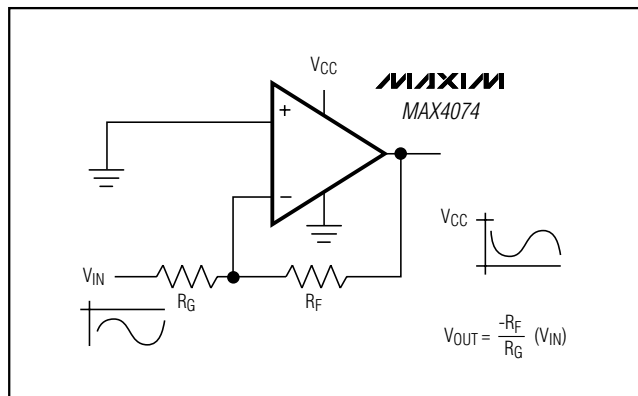 VCC
MAXIM
MAX4074
+
−
VCC
VIN
RG
RF
VOUT = -RF/RG (VIN)